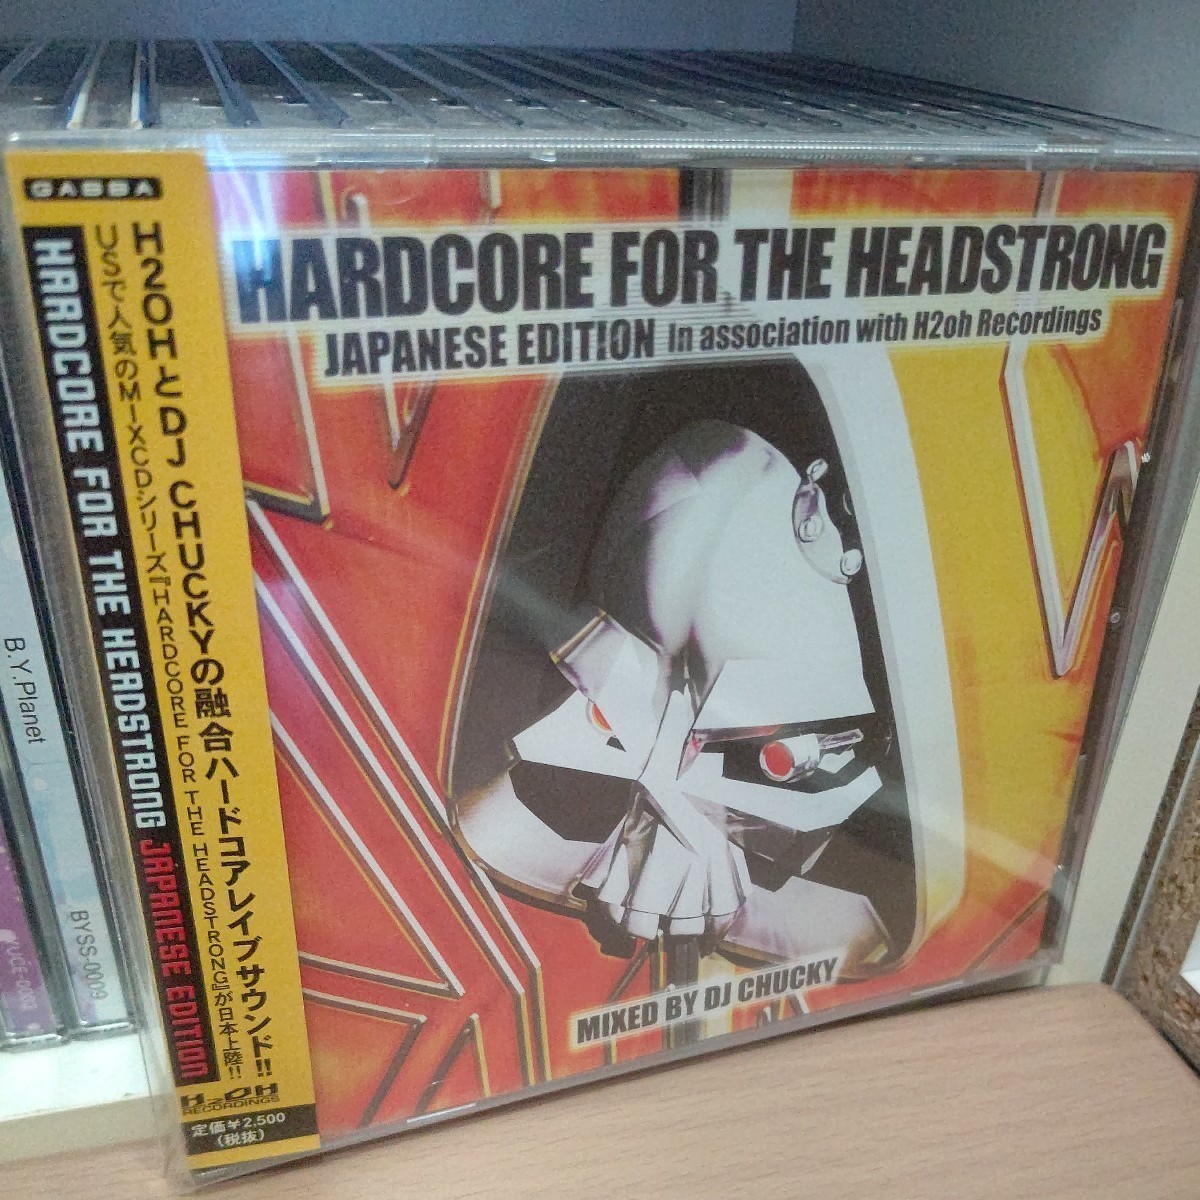 GABBA
H2OHとDJ CHUCKYの融合ハードコアレイブサウンド!!
USで人気のMIXCDシリーズ『HARDCORE FOR THE HEADSTRONG』が日本上陸!!
HARDCORE FOR THE HEADSTRONG JAPANESE EDITION
H2OH
RECORDINGS
定価¥2,500
(税抜)
HARDCORE FOR THE HEADSTRONG
JAPANESE EDITION In association with H2oh Recordings
MIXED BY DJ CHUCKY
B.Y.Planet
BYSS-0009